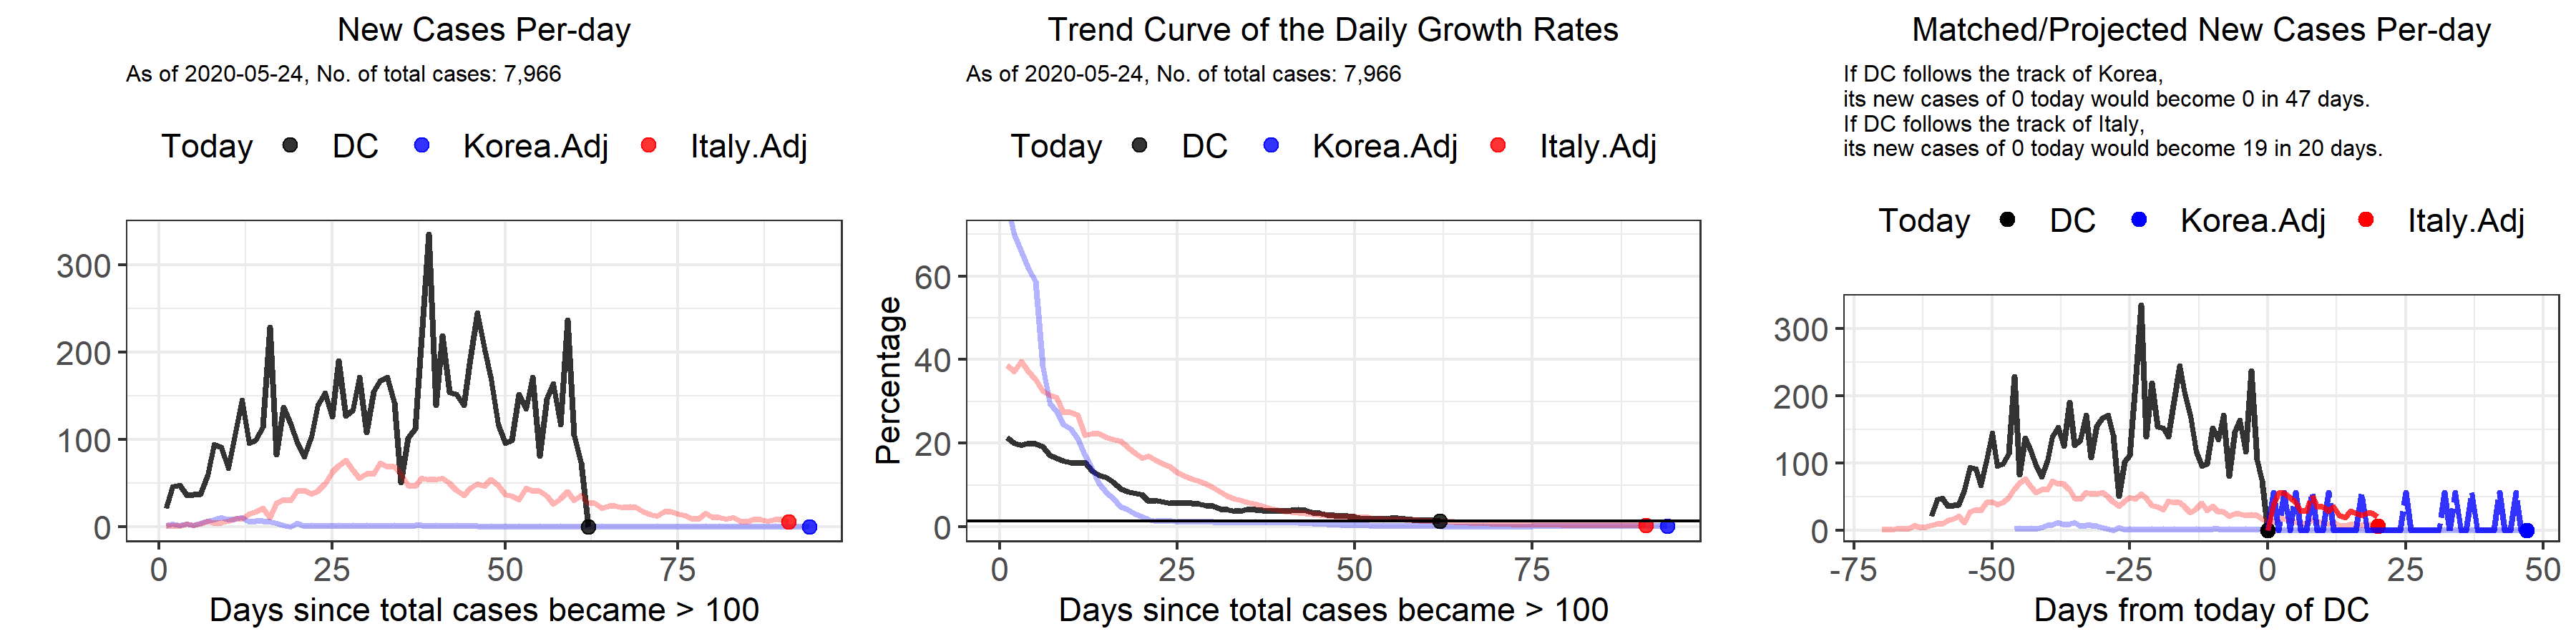 New Cases Per-day
As of 2020-05-24, No. of total cases: 7,966
Today DC Korea.Adj Italy.Adj
300
200
100
0
0 25 50 75
Days since total cases became > 100
Trend Curve of the Daily Growth Rates
As of 2020-05-24, No. of total cases: 7,966
Today DC Korea.Adj Italy.Adj
Percentage
60
40
20
0
0 25 50 75
Days since total cases became > 100
Matched/Projected New Cases Per-day
If DC follows the track of Korea,
its new cases of 0 today would become 0 in 47 days.
If DC follows the track of Italy,
its new cases of 0 today would become 19 in 20 days.
Today DC Korea.Adj Italy.Adj
300
200
100
0
-75 -50 -25 0 25 50
Days from today of DC